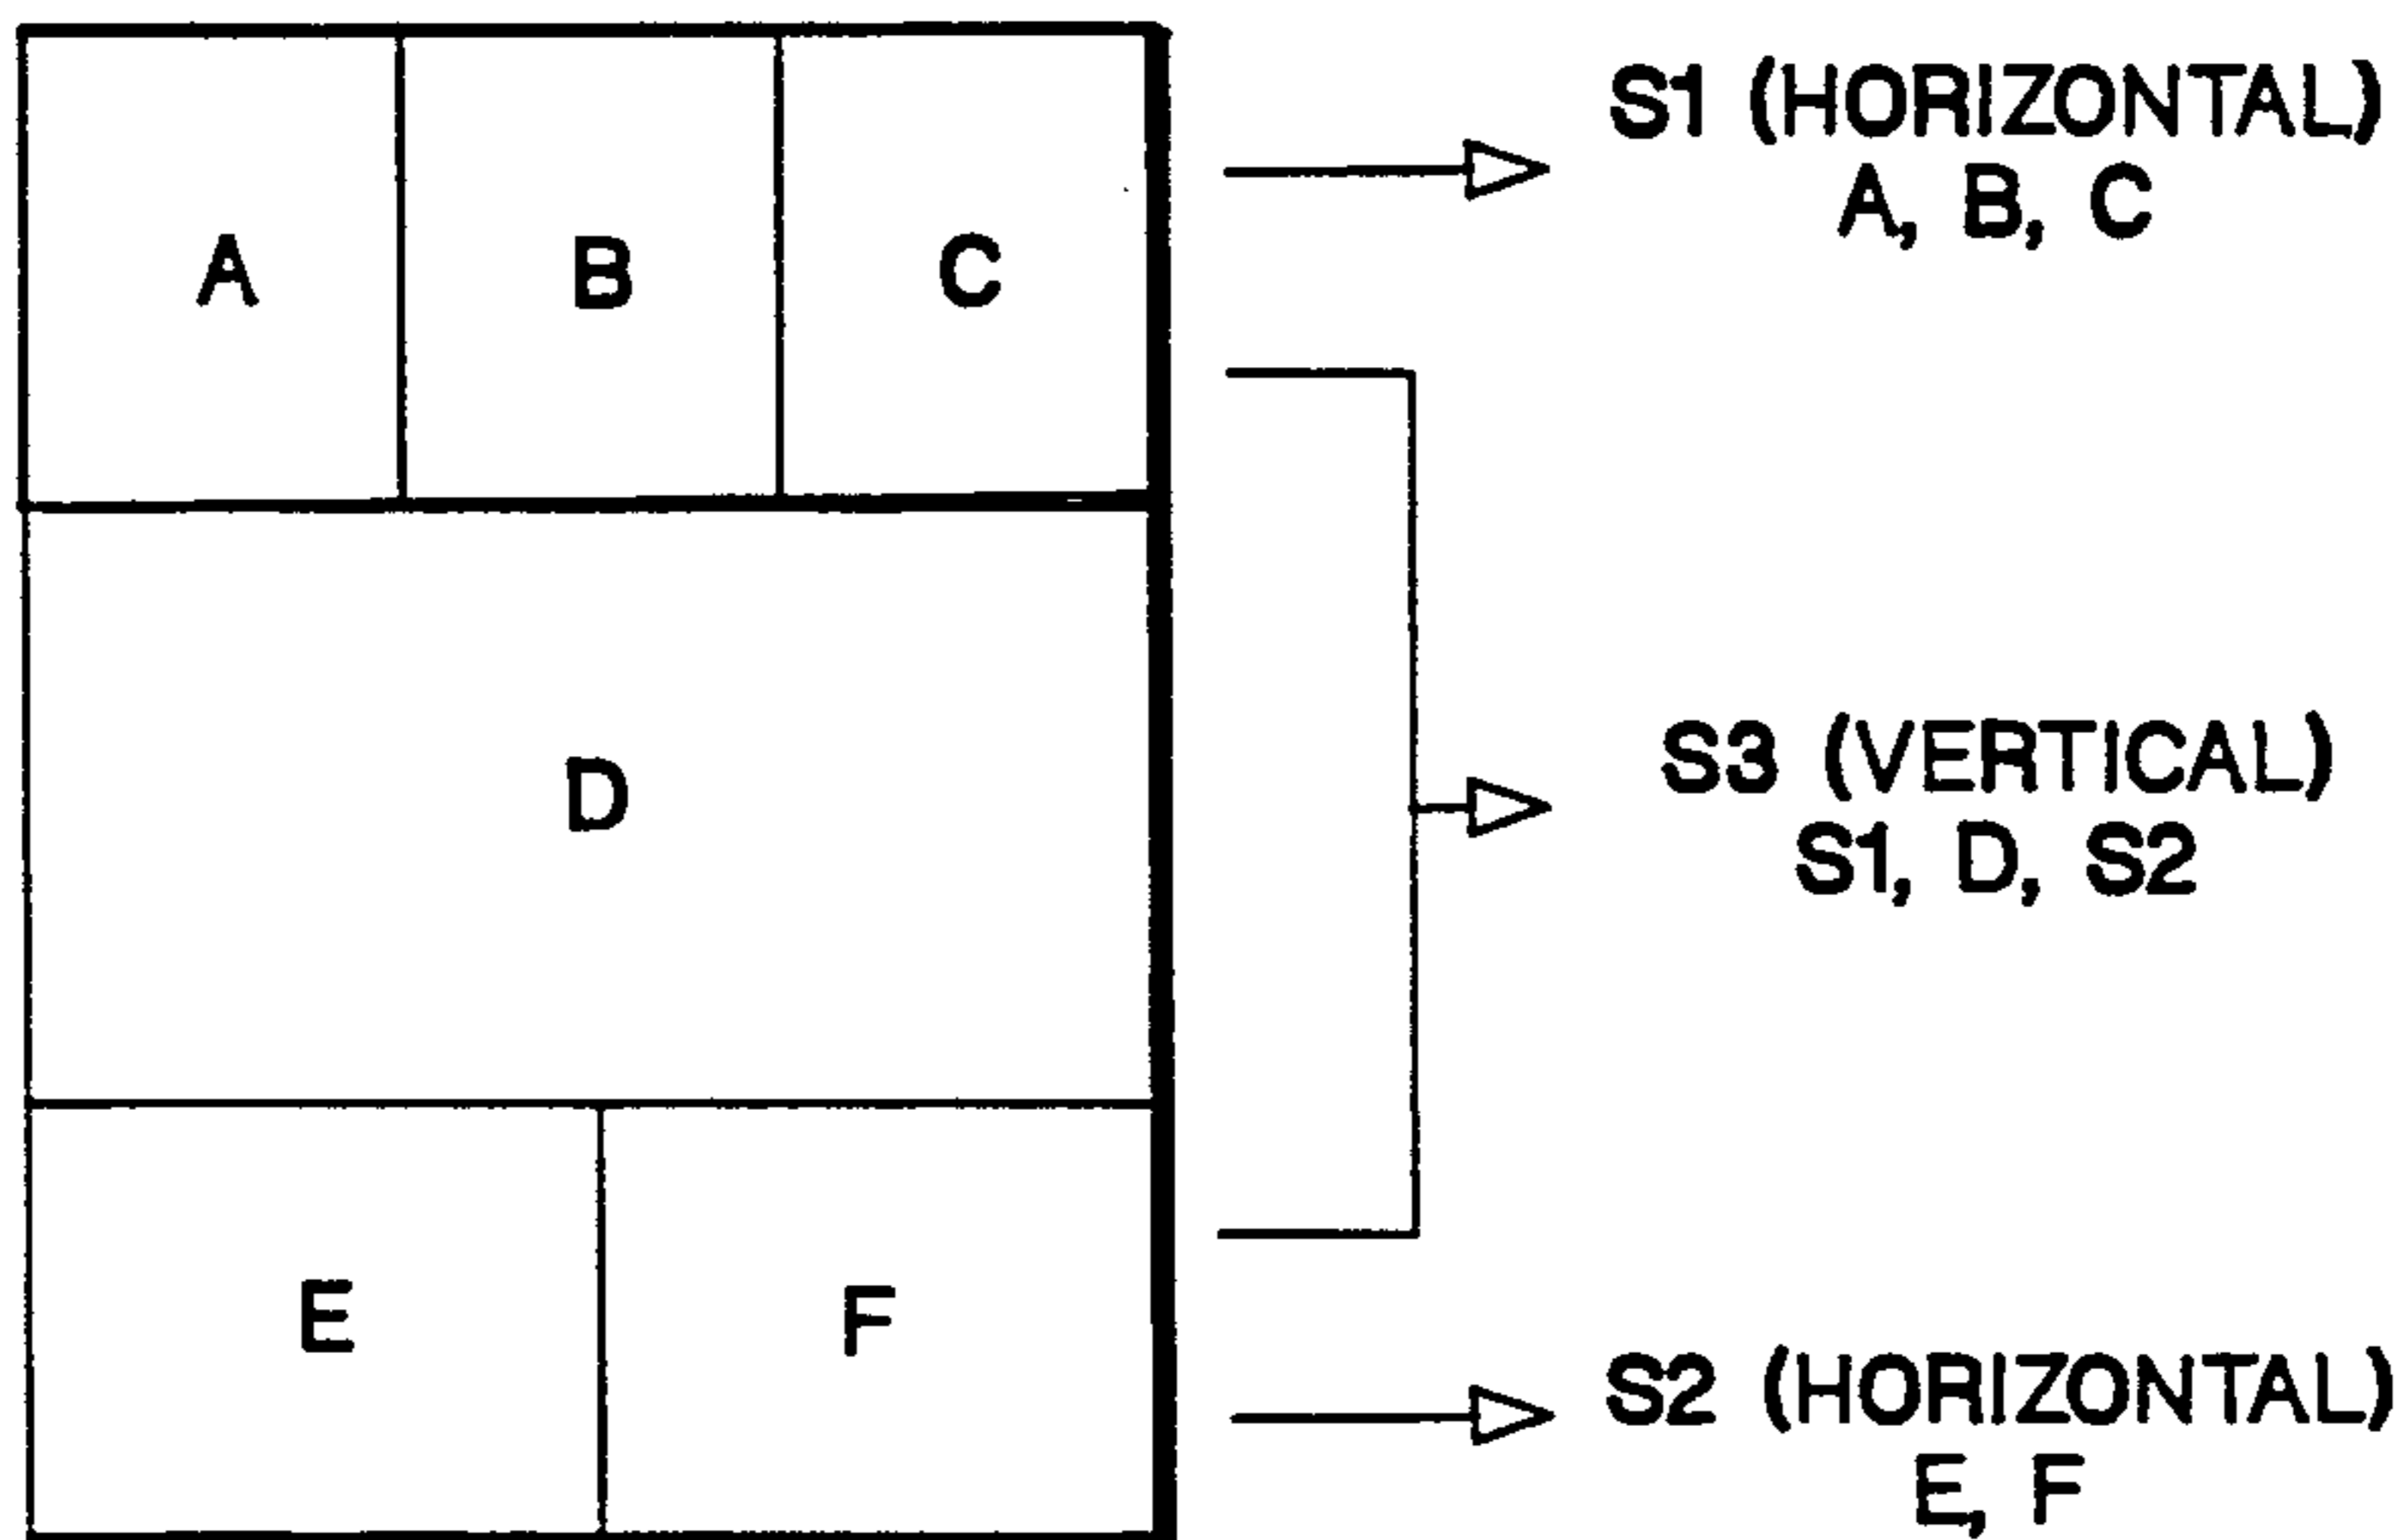 A B C
D
E F
S1 (HORIZONTAL)
A, B, C
S3 (VERTICAL)
S1, D, S2
S2 (HORIZONTAL)
E, F